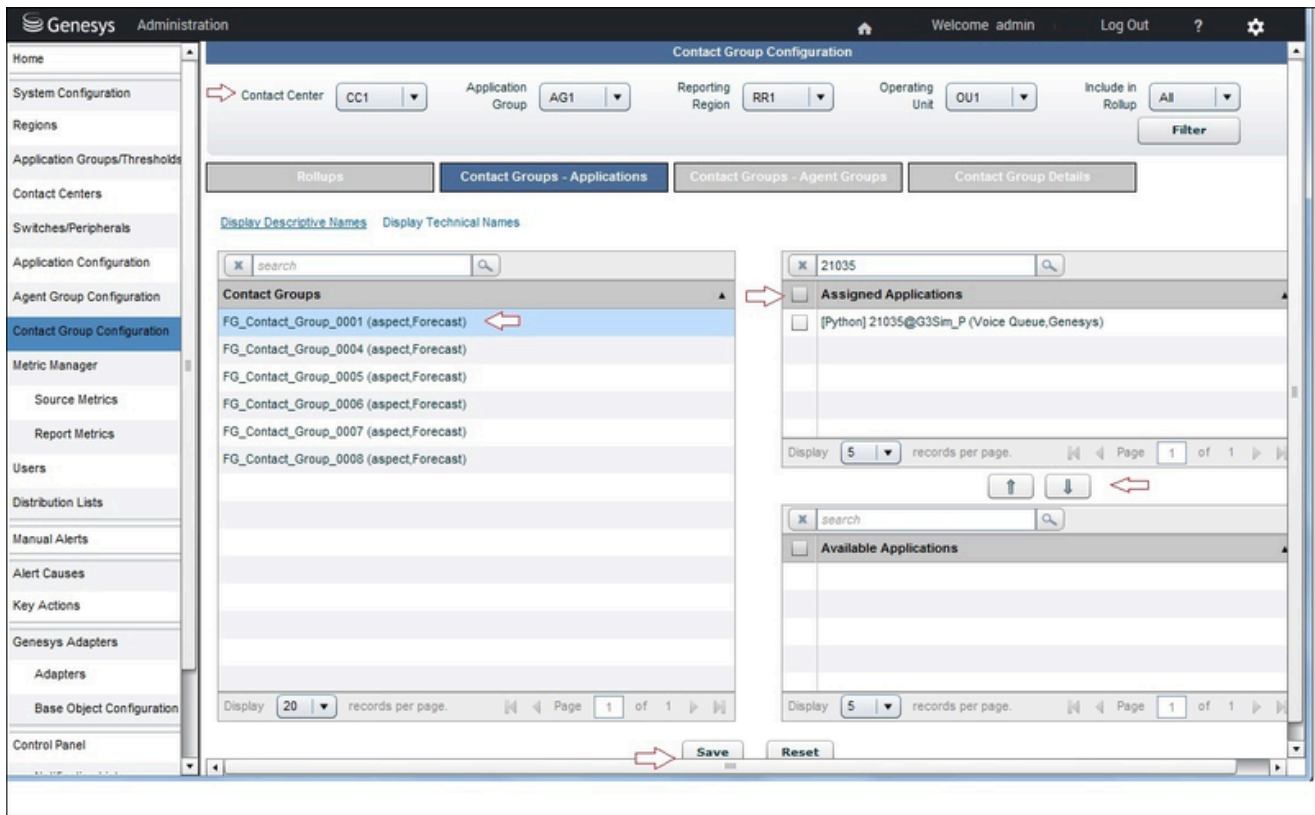 Genesys Administration Welcome admin Log Out ?
Home
System Configuration
Regions
Application Groups/Thresholds
Contact Centers
Switches/Peripherals
Application Configuration
Agent Group Configuration
Contact Group Configuration
Metric Manager
Source Metrics
Report Metrics
Users
Distribution Lists
Manual Alerts
Alert Causes
Key Actions
Genesys Adapters
Adapters
Base Object Configuration
Control Panel
Contact Group Configuration
Contact Center CC1
Application Group AG1
Reporting Region RR1
Operating Unit OU1
Include in Rollup All
Filter
Rollups
Contact Groups - Applications
Contact Groups - Agent Groups
Contact Group Details
Display Descriptive Names Display Technical Names
search
Contact Groups
FG_Contact_Group_0001 (aspect,Forecast)
FG_Contact_Group_0004 (aspect,Forecast)
FG_Contact_Group_0005 (aspect,Forecast)
FG_Contact_Group_0006 (aspect,Forecast)
FG_Contact_Group_0007 (aspect,Forecast)
FG_Contact_Group_0008 (aspect,Forecast)
Display 20 records per page. Page 1 of 1
21035
Assigned Applications
[Python] 21035@G3Sim_P (Voice Queue,Genesys)
Display 5 records per page. Page 1 of 1
search
Available Applications
Display 5 records per page. Page 1 of 1
Save Reset